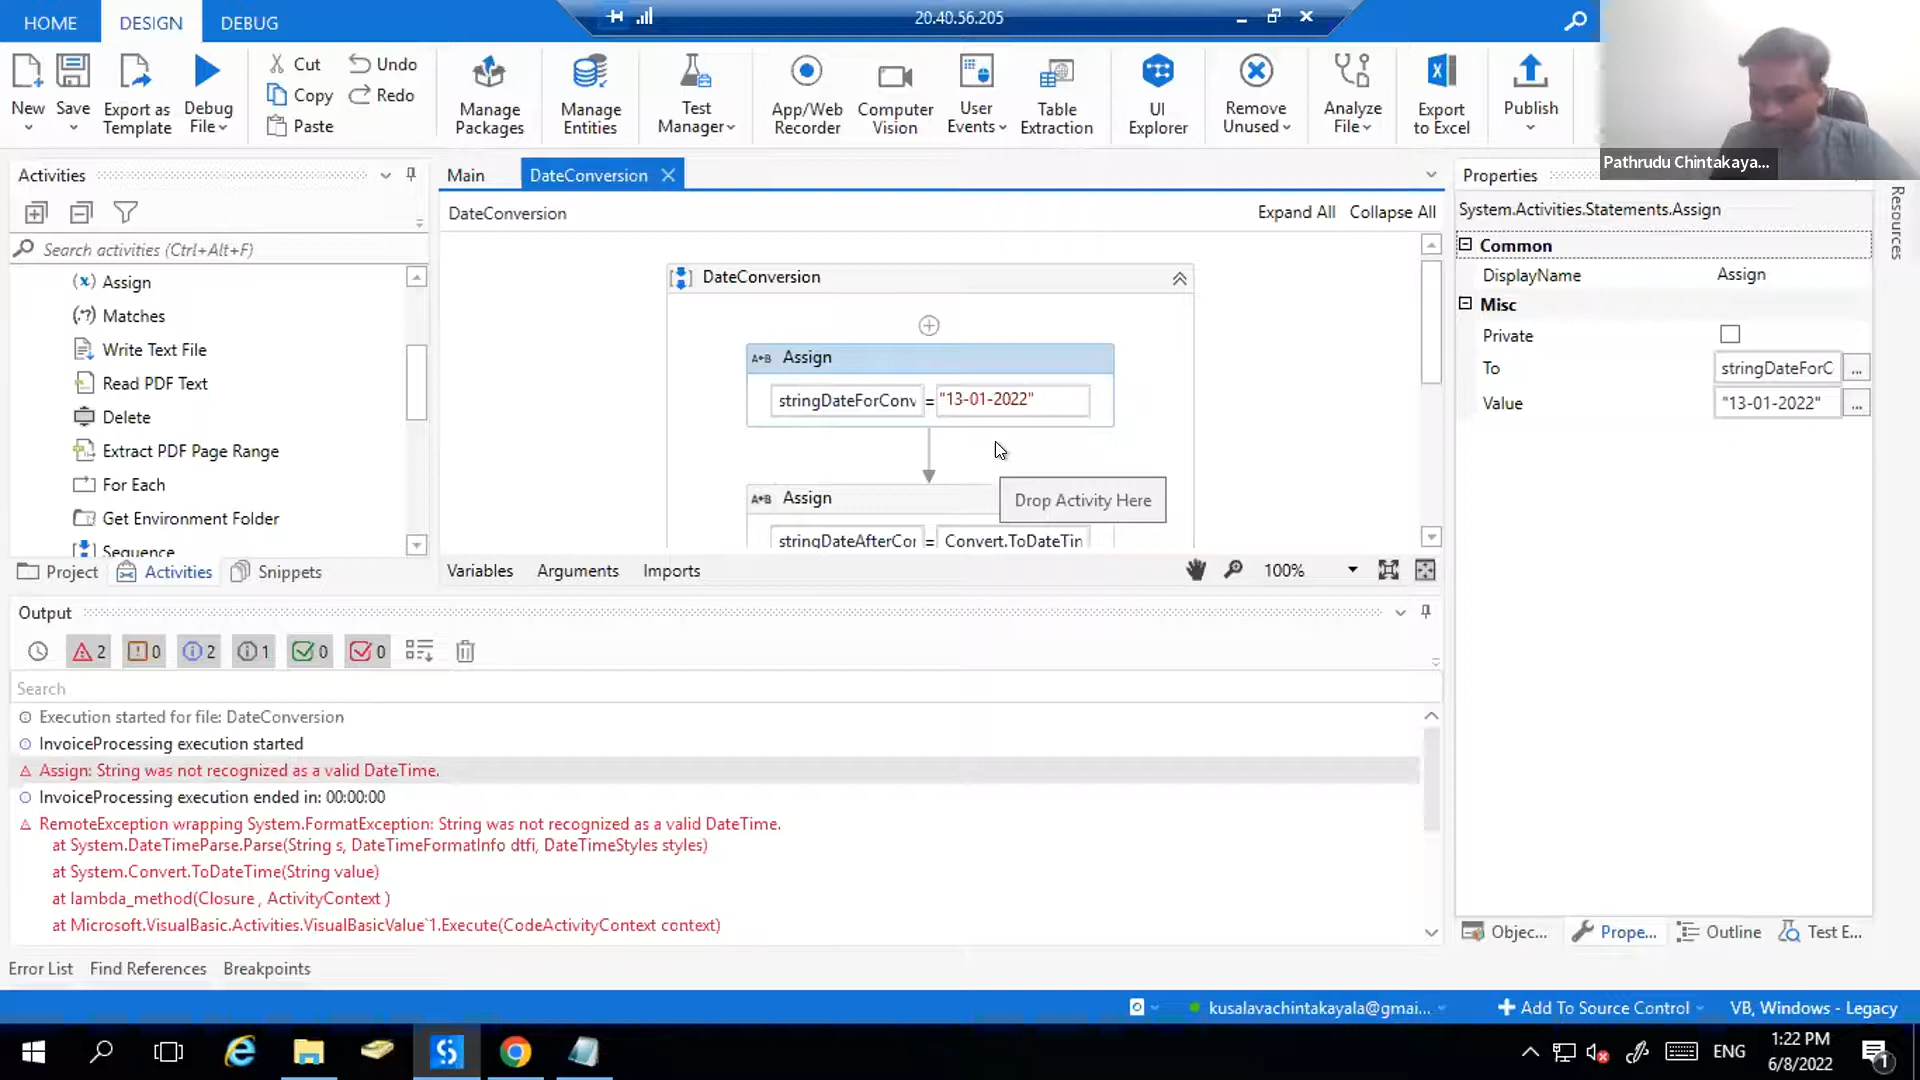 HOME DESIGN DEBUG
20.40.56.205
New
Save
Export as Template
Debug File
Cut
Copy
Paste
Undo
Redo
Manage Packages
Manage Entities
Test Manager
App/Web Recorder
Computer Vision
User Events
Table Extraction
UI Explorer
Remove Unused
Analyze File
Export to Excel
Publish
Pathrudu Chintakaya...
Activities
Search activities (Ctrl+Alt+F)
Assign
Matches
Write Text File
Read PDF Text
Delete
Extract PDF Page Range
For Each
Get Environment Folder
Sequence
Project Activities Snippets
Main DateConversion
DateConversion Expand All Collapse All
DateConversion
A+B Assign
stringDateForConv = "13-01-2022"
Drop Activity Here
A+B Assign
stringDateAfterCor = Convert.ToDateTin
Variables Arguments Imports 100%
Properties
System.Activities.Statements.Assign
Common
DisplayName Assign
Misc
Private
To stringDateForC ...
Value "13-01-2022" ...
Resources
Objec... Prope... Outline Test E...
Output
2 0 2 1 0 0
Search
Execution started for file: DateConversion
InvoiceProcessing execution started
Assign: String was not recognized as a valid DateTime.
InvoiceProcessing execution ended in: 00:00:00
RemoteException wrapping System.FormatException: String was not recognized as a valid DateTime.
at System.DateTimeParse.Parse(String s, DateTimeFormatInfo dtfi, DateTimeStyles styles)
at System.Convert.ToDateTime(String value)
at lambda_method(Closure , ActivityContext )
at Microsoft.VisualBasic.Activities.VisualBasicValue`1.Execute(CodeActivityContext context)
Error List Find References Breakpoints
kusalavachintakayala@gmai... Add To Source Control VB, Windows - Legacy
ENG
1:22 PM
6/8/2022
1